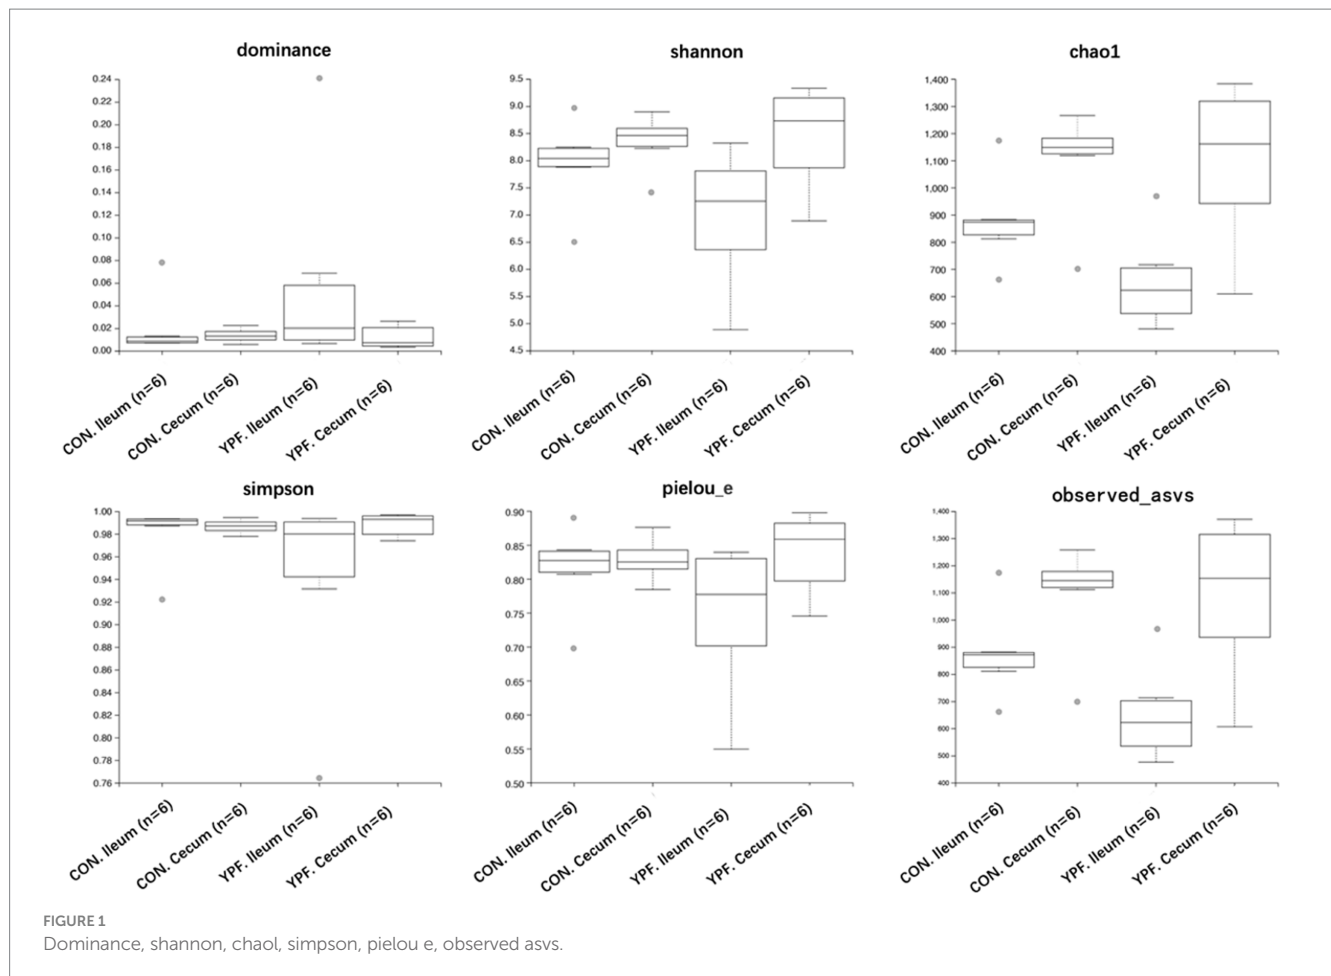 dominance
0.24
0.22
0.20
0.18
0.16
0.14
0.12
0.10
0.08
0.06
0.04
0.02
0.00
CON. Ileum (n=6)
CON. Cecum (n=6)
YPF. Ileum (n=6)
YPF. Cecum (n=6)
shannon
9.5
9.0
8.5
8.0
7.5
7.0
6.5
6.0
5.5
5.0
4.5
CON. Ileum (n=6)
CON. Cecum (n=6)
YPF. Ileum (n=6)
YPF. Cecum (n=6)
chao1
1,400
1,300
1,200
1,100
1,000
900
800
700
600
500
400
CON. Ileum (n=6)
CON. Cecum (n=6)
YPF. Ileum (n=6)
YPF. Cecum (n=6)
simpson
1.00
0.98
0.96
0.94
0.92
0.90
0.88
0.86
0.84
0.82
0.80
0.78
0.76
CON. Ileum (n=6)
CON. Cecum (n=6)
YPF. Ileum (n=6)
YPF. Cecum (n=6)
pielou_e
0.90
0.85
0.80
0.75
0.70
0.65
0.60
0.55
0.50
CON. Ileum (n=6)
CON. Cecum (n=6)
YPF. Ileum (n=6)
YPF. Cecum (n=6)
observed_asvs
1,400
1,300
1,200
1,100
1,000
900
800
700
600
500
400
CON. Ileum (n=6)
CON. Cecum (n=6)
YPF. Ileum (n=6)
YPF. Cecum (n=6)
FIGURE 1
Dominance, shannon, chaol, simpson, pielou e, observed asvs.